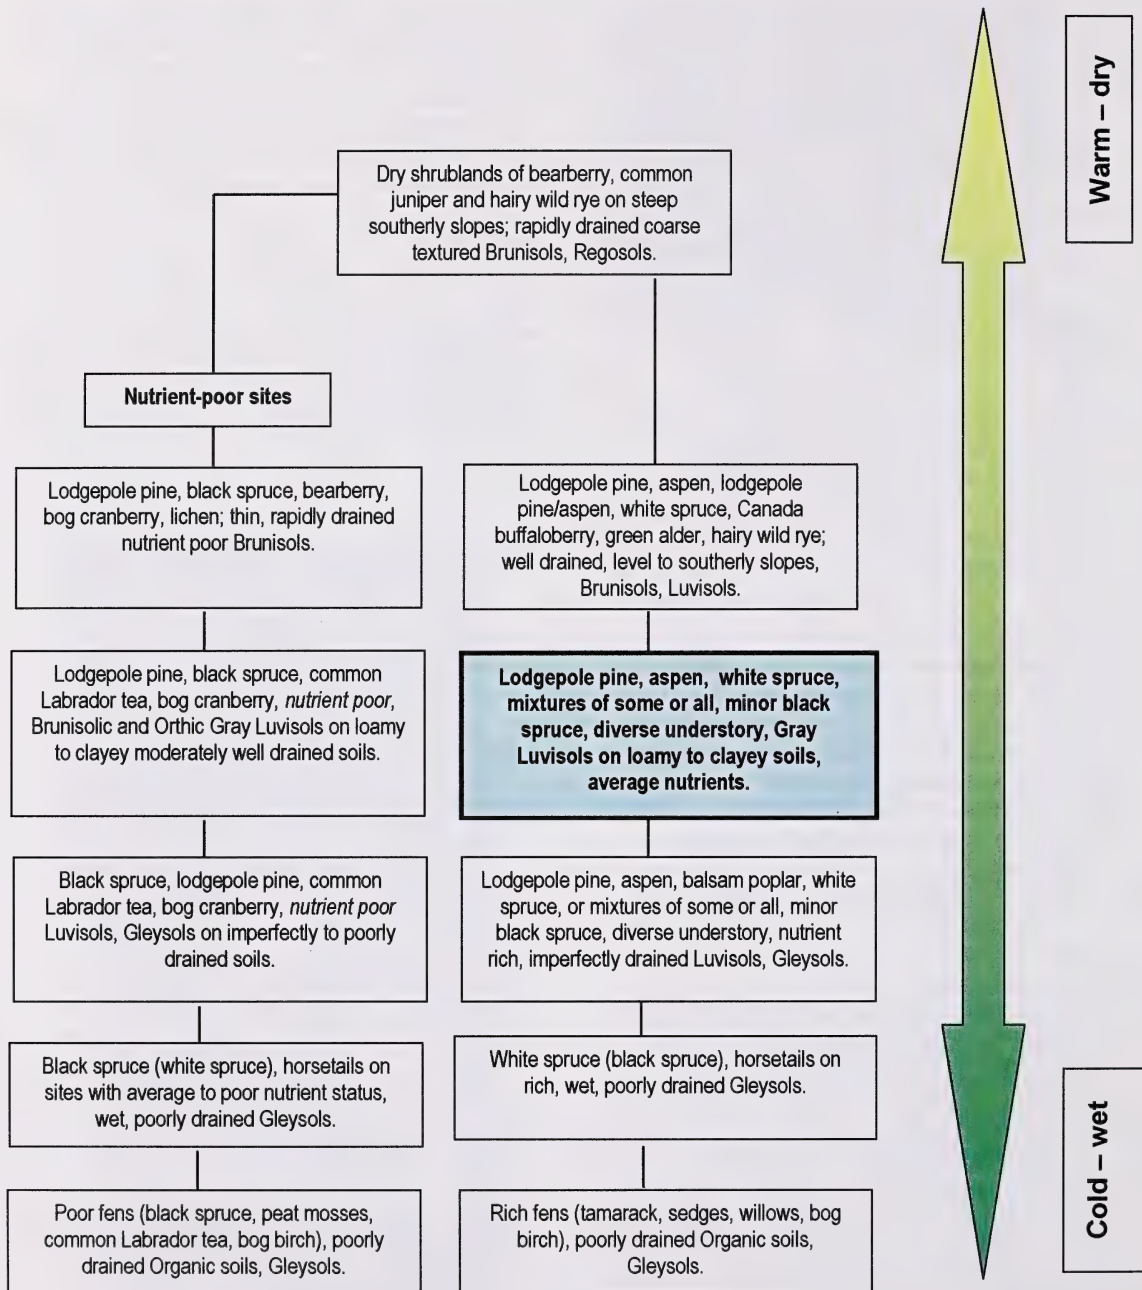 Warm – dry
Dry shrublands of bearberry, common
juniper and hairy wild rye on steep
southerly slopes; rapidly drained coarse
textured Brunisols, Regosols.
Nutrient-poor sites
Lodgepole pine, black spruce, bearberry,
bog cranberry, lichen; thin, rapidly drained
nutrient poor Brunisols.
Lodgepole pine, aspen, lodgepole
pine/aspen, white spruce, Canada
buffaloberry, green alder, hairy wild rye;
well drained, level to southerly slopes,
Brunisols, Luvisols.
Lodgepole pine, black spruce, common
Labrador tea, bog cranberry, nutrient poor,
Brunisolic and Orthic Gray Luvisols on loamy
to clayey moderately well drained soils.
Lodgepole pine, aspen, white spruce,
mixtures of some or all, minor black
spruce, diverse understory, Gray
Luvisols on loamy to clayey soils,
average nutrients.
Black spruce, lodgepole pine, common
Labrador tea, bog cranberry, nutrient poor
Luvisols, Gleysols on imperfectly to poorly
drained soils.
Lodgepole pine, aspen, balsam poplar, white
spruce, or mixtures of some or all, minor
black spruce, diverse understory, nutrient
rich, imperfectly drained Luvisols, Gleysols.
Black spruce (white spruce), horsetails on
sites with average to poor nutrient status,
wet, poorly drained Gleysols.
White spruce (black spruce), horsetails on
rich, wet, poorly drained Gleysols.
Poor fens (black spruce, peat mosses,
common Labrador tea, bog birch), poorly
drained Organic soils, Gleysols.
Rich fens (tamarack, sedges, willows, bog
birch), poorly drained Organic soils,
Gleysols.
Cold – wet